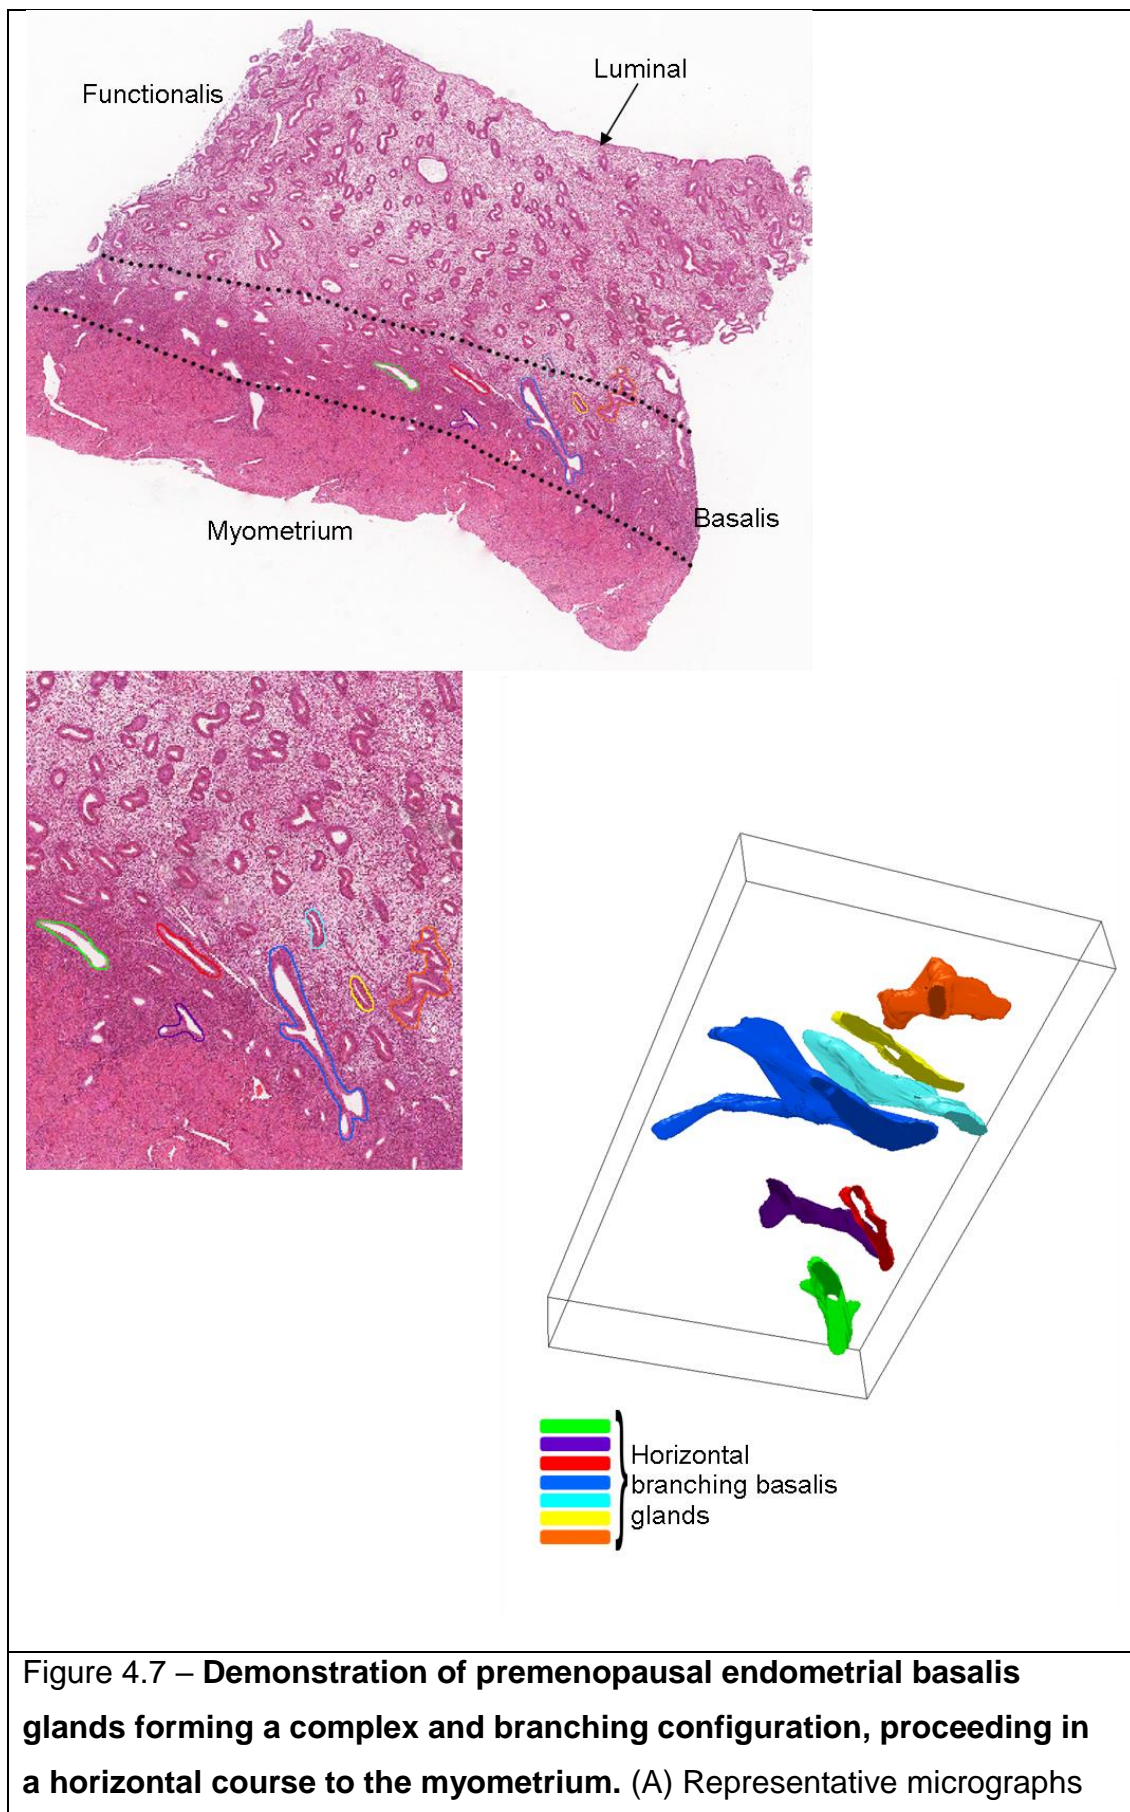 Functionalis
Luminal
Myometrium
Basalis
Horizontal
branching basalis
glands
Figure 4.7 – Demonstration of premenopausal endometrial basalis
glands forming a complex and branching configuration, proceeding in
a horizontal course to the myometrium. (A) Representative micrographs